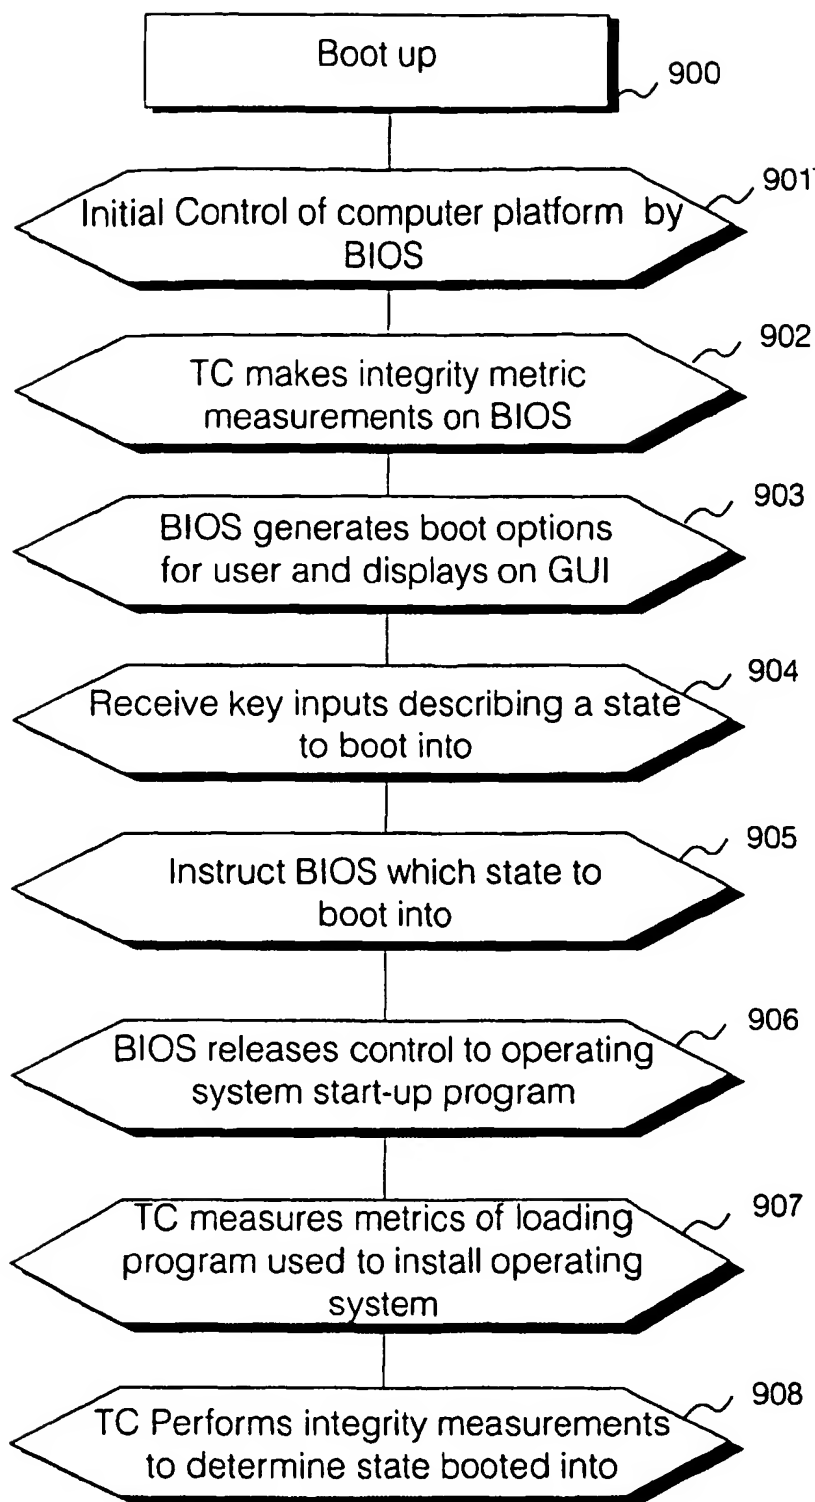 Boot up
900
901
Initial Control of computer platform by
BIOS
902
TC makes integrity metric
measurements on BIOS
903
BIOS generates boot options
for user and displays on GUI
904
Receive key inputs describing a state
to boot into
905
Instruct BIOS which state to
boot into
906
BIOS releases control to operating
system start-up program
907
TC measures metrics of loading
program used to install operating
system
908
TC Performs integrity measurements
to determine state booted into